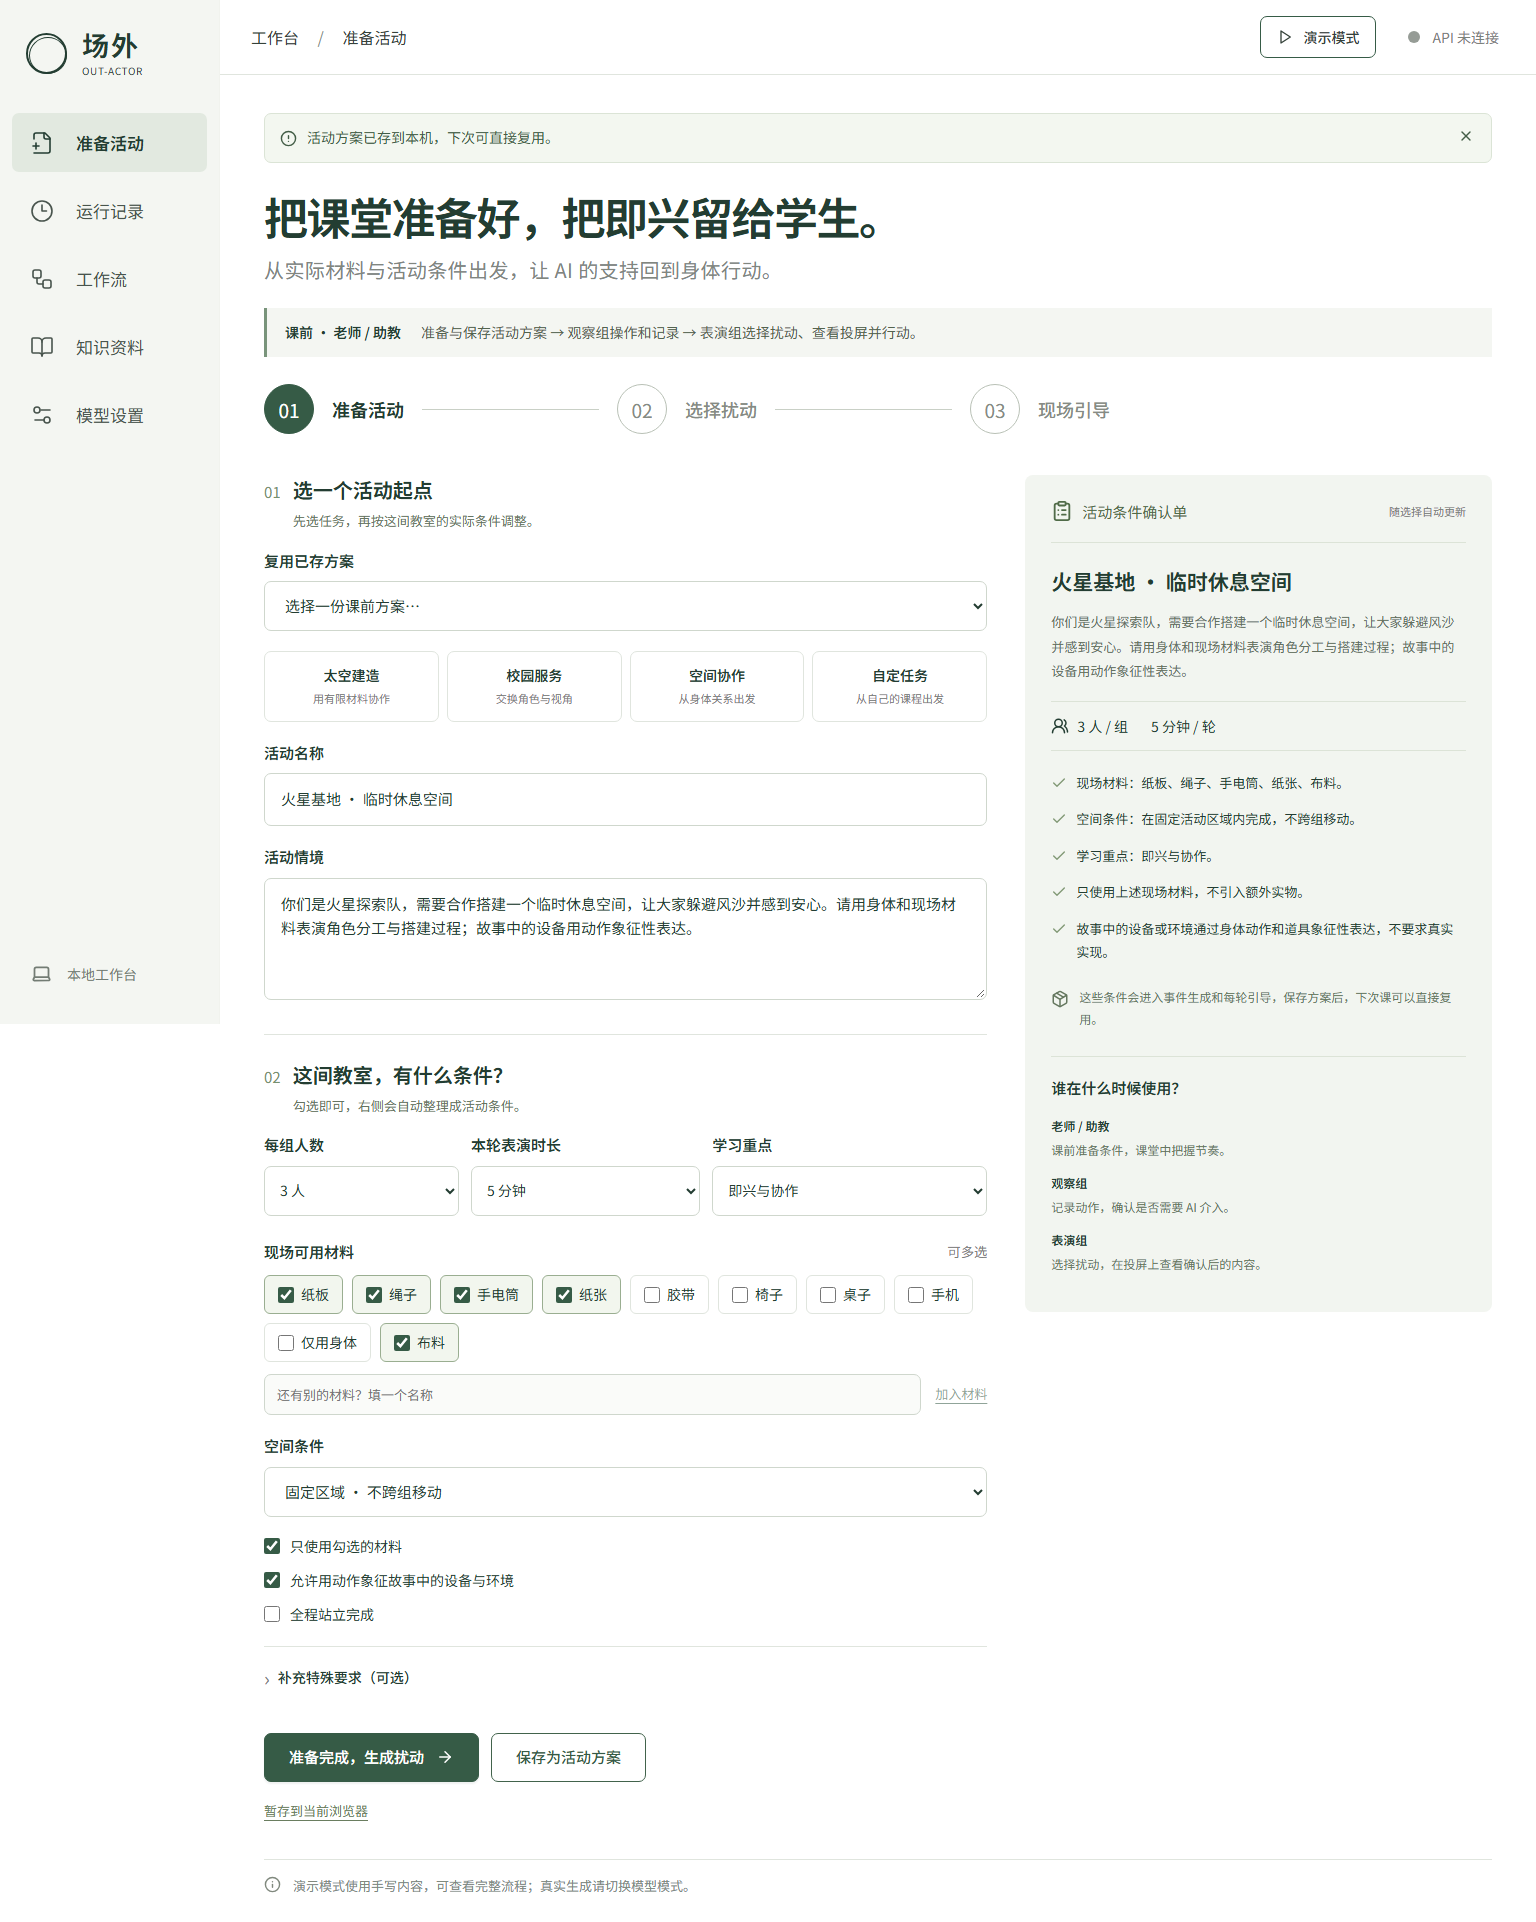 场外
OUT-ACTOR
准备活动
运行记录
工作流
知识资料
模型设置
本地工作台
工作台 / 准备活动
演示模式
API 未连接
活动方案已存到本机，下次可直接复用。
把课堂准备好，把即兴留给学生。
从实际材料与活动条件出发，让 AI 的支持回到身体行动。
课前 · 老师 / 助教 准备与保存活动方案 → 观察组操作和记录 → 表演组选择扰动、查看投屏并行动。
01 准备活动
02 选择扰动
03 现场引导
01 选一个活动起点
先选任务，再按这间教室的实际条件调整。
复用已存方案
选择一份课前方案…
太空建造
用有限材料协作
校园服务
交换角色与视角
空间协作
从身体关系出发
自定任务
从自己的课程出发
活动名称
火星基地 · 临时休息空间
活动情境
你们是火星探索队，需要合作搭建一个临时休息空间，让大家躲避风沙并感到安心。请用身体和现场材
料表演角色分工与搭建过程；故事中的设备用动作象征性表达。
02 这间教室，有什么条件？
勾选即可，右侧会自动整理成活动条件。
每组人数
3 人
本轮表演时长
5 分钟
学习重点
即兴与协作
现场可用材料
可多选
纸板
绳子
手电筒
纸张
胶带
椅子
桌子
手机
仅用身体
布料
还有别的材料？填一个名称
加入材料
空间条件
固定区域 · 不跨组移动
只使用勾选的材料
允许用动作象征故事中的设备与环境
全程站立完成
› 补充特殊要求（可选）
准备完成，生成扰动 →
保存为活动方案
暂存到当前浏览器
演示模式使用手写内容，可查看完整流程；真实生成请切换模型模式。
活动条件确认单
随选择自动更新
火星基地 · 临时休息空间
你们是火星探索队，需要合作搭建一个临时休息空间，让大家躲避风沙
并感到安心。请用身体和现场材料表演角色分工与搭建过程；故事中的
设备用动作象征性表达。
3 人 / 组 5 分钟 / 轮
现场材料：纸板、绳子、手电筒、纸张、布料。
空间条件：在固定活动区域内完成，不跨组移动。
学习重点：即兴与协作。
只使用上述现场材料，不引入额外实物。
故事中的设备或环境通过身体动作和道具象征性表达，不要求真实
实现。
这些条件会进入事件生成和每轮引导，保存方案后，下次课可以直接复
用。
谁在什么时候使用？
老师 / 助教
课前准备条件，课堂中把握节奏。
观察组
记录动作，确认是否需要 AI 介入。
表演组
选择扰动，在投屏上查看确认后的内容。